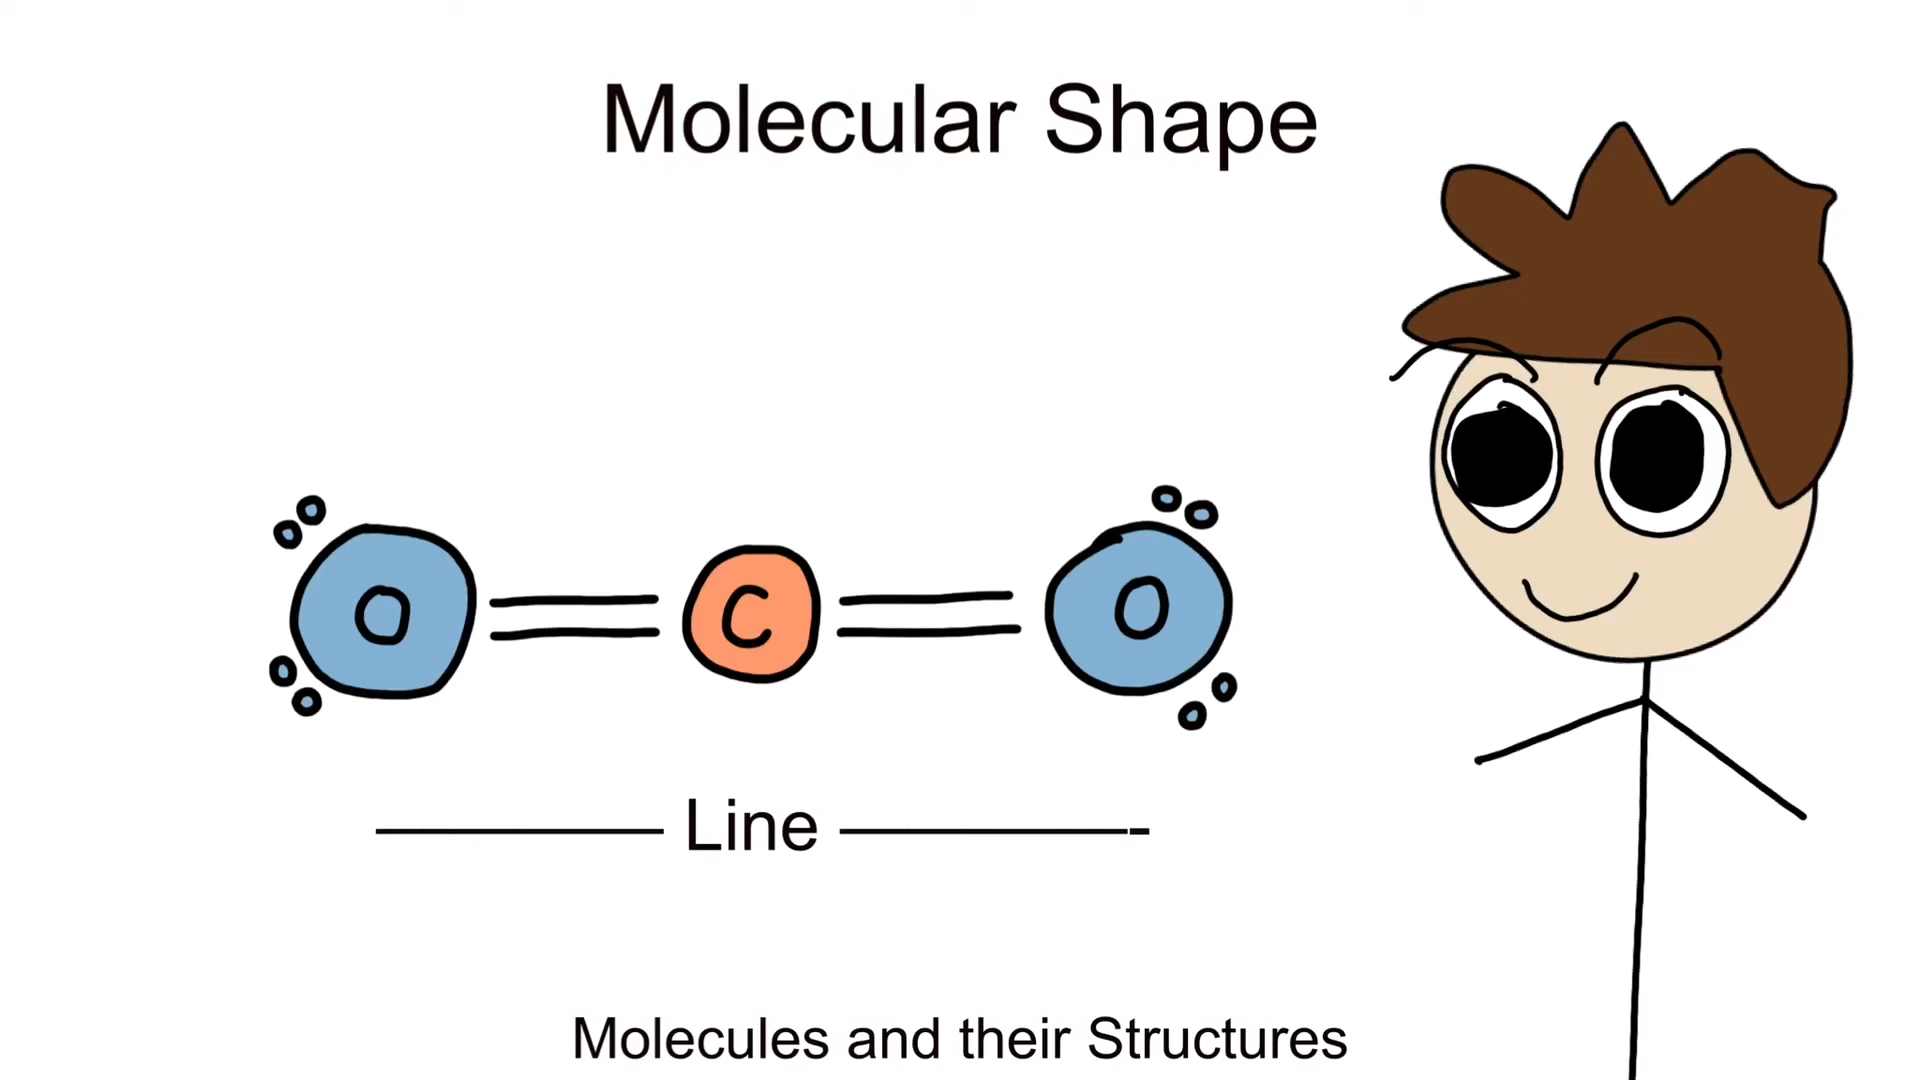 Molecular Shape
O C O
Line
Molecules and their Structures